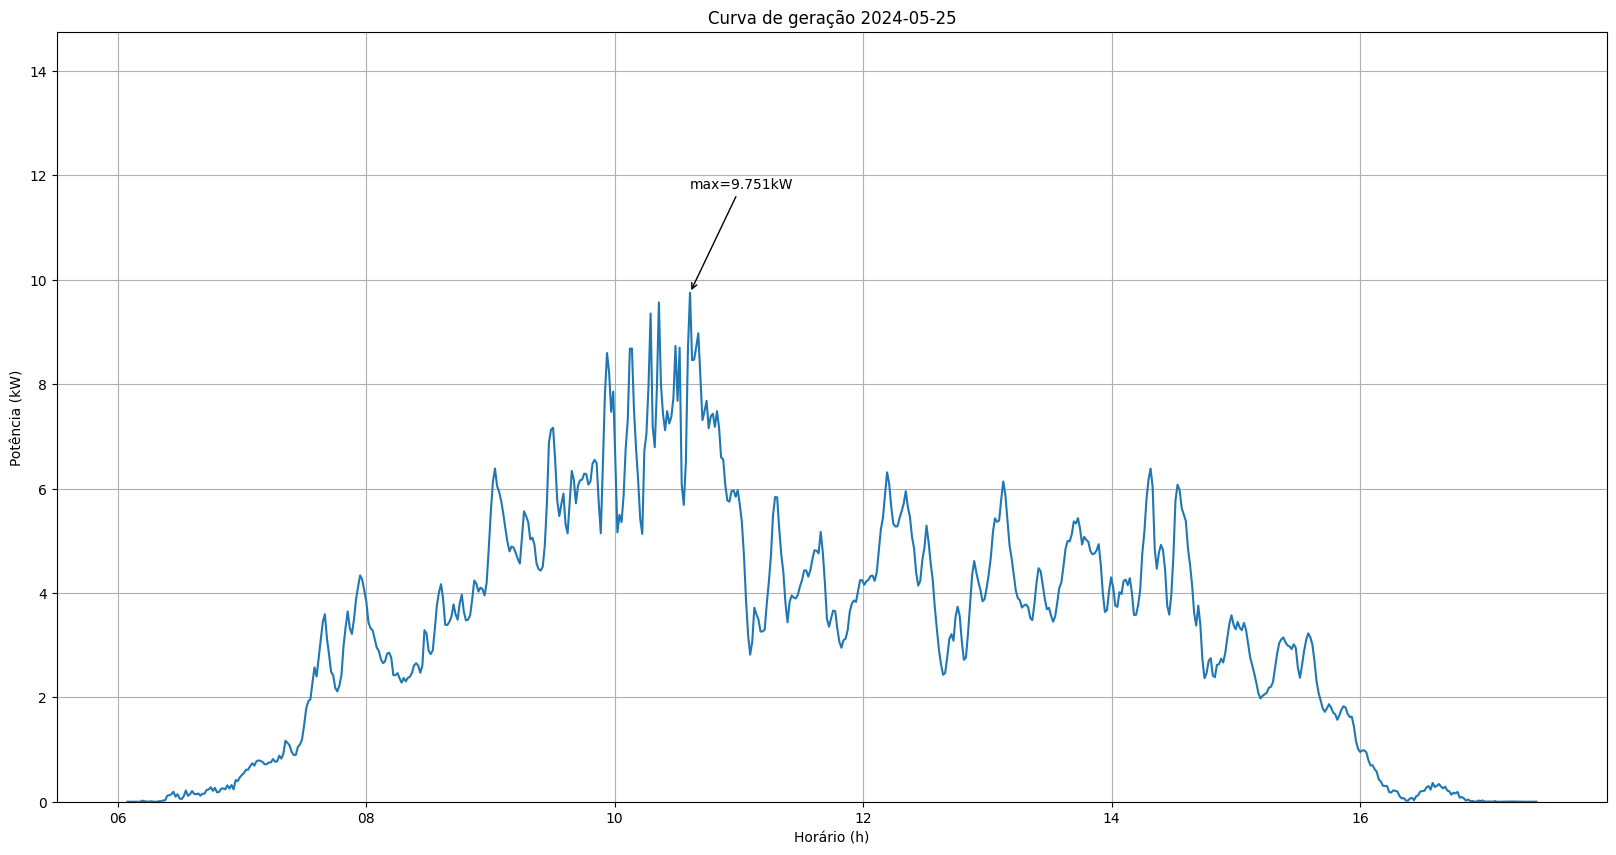 Curva de geração 2024-05-25
14
12
max=9.751kW
10
8
6
4
2
0
Potência (kW)
06 08 10 12 14 16
Horário (h)